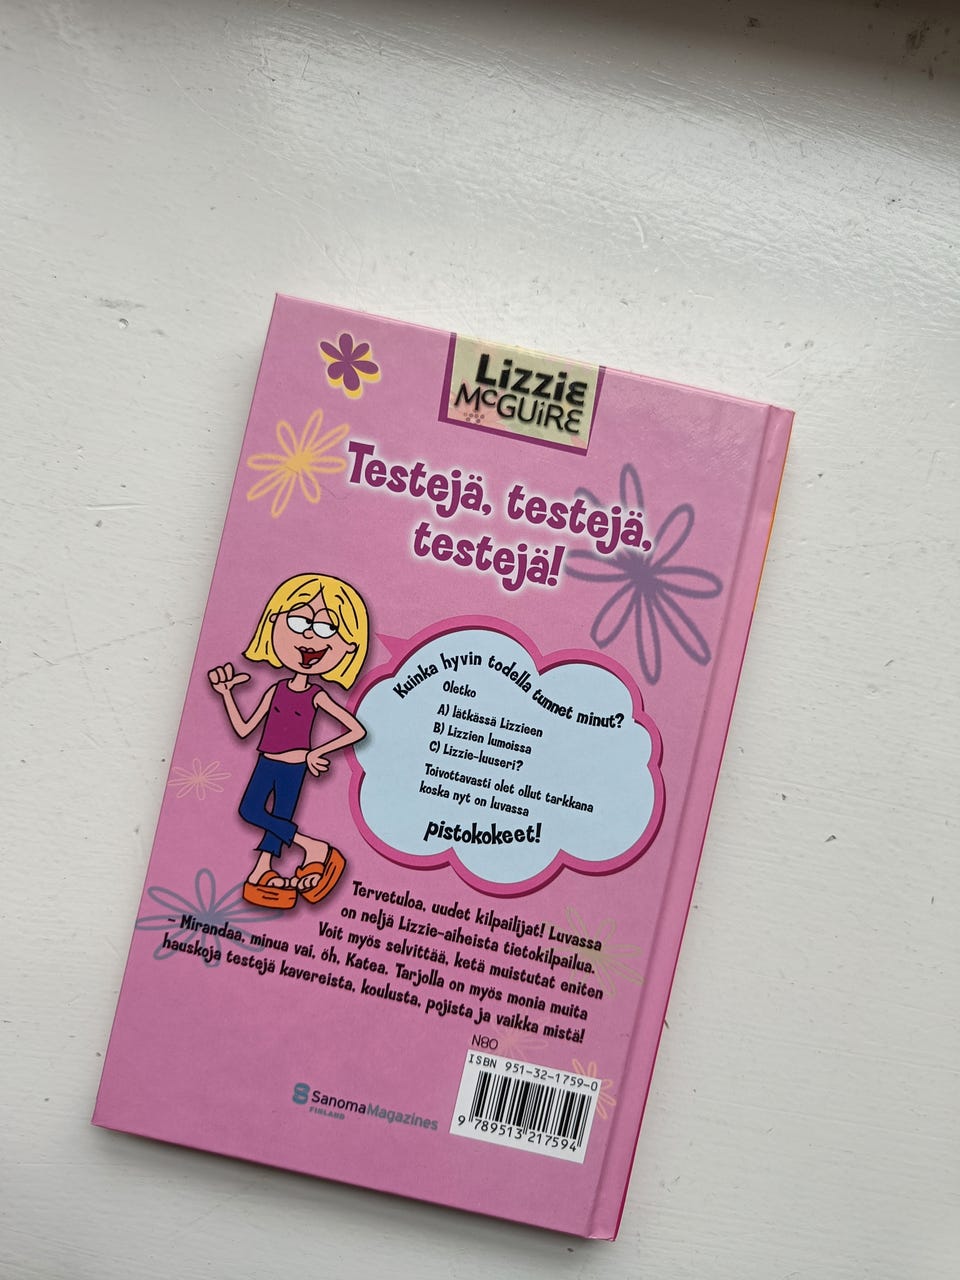 Lizzie
McGuire
Testejä, testejä,
testejä!
Kuinka hyvin todella tunnet minut?
Oletko
A) lätkässä Lizzieen
B) Lizzien lumoissa
C) Lizzie-luuseri?
Toivottavasti olet ollut tarkkana
koska nyt on luvassa
pistokokeet!
Tervetuloa, uudet kilpailijat! Luvassa
on neljä Lizzie-aiheista tietokilpailua.
Voit myös selvittää, ketä muistutat eniten
– Mirandaa, minua vai, öh, Katea. Tarjolla on myös monia muita
hauskoja testejä kavereista, koulusta, pojista ja vaikka mistä!
N80
ISBN 951-32-1759-0
9 789513 217594
SanomaMagazines
FINLAND